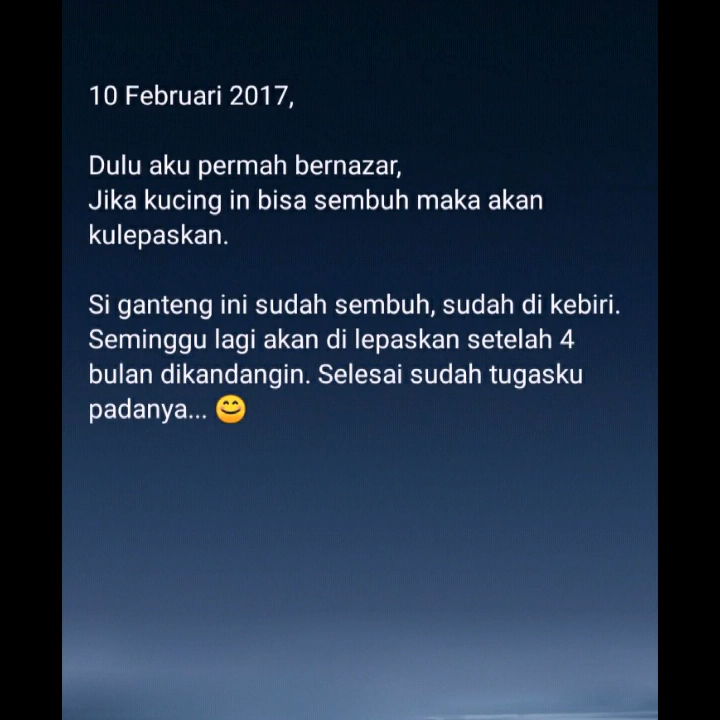 10 Februari 2017,
Dulu aku permah bernazar,
Jika kucing in bisa sembuh maka akan
kulepaskan.
Si ganteng ini sudah sembuh, sudah di kebiri.
Seminggu lagi akan di lepaskan setelah 4
bulan dikandangin. Selesai sudah tugasku
padanya... 😊